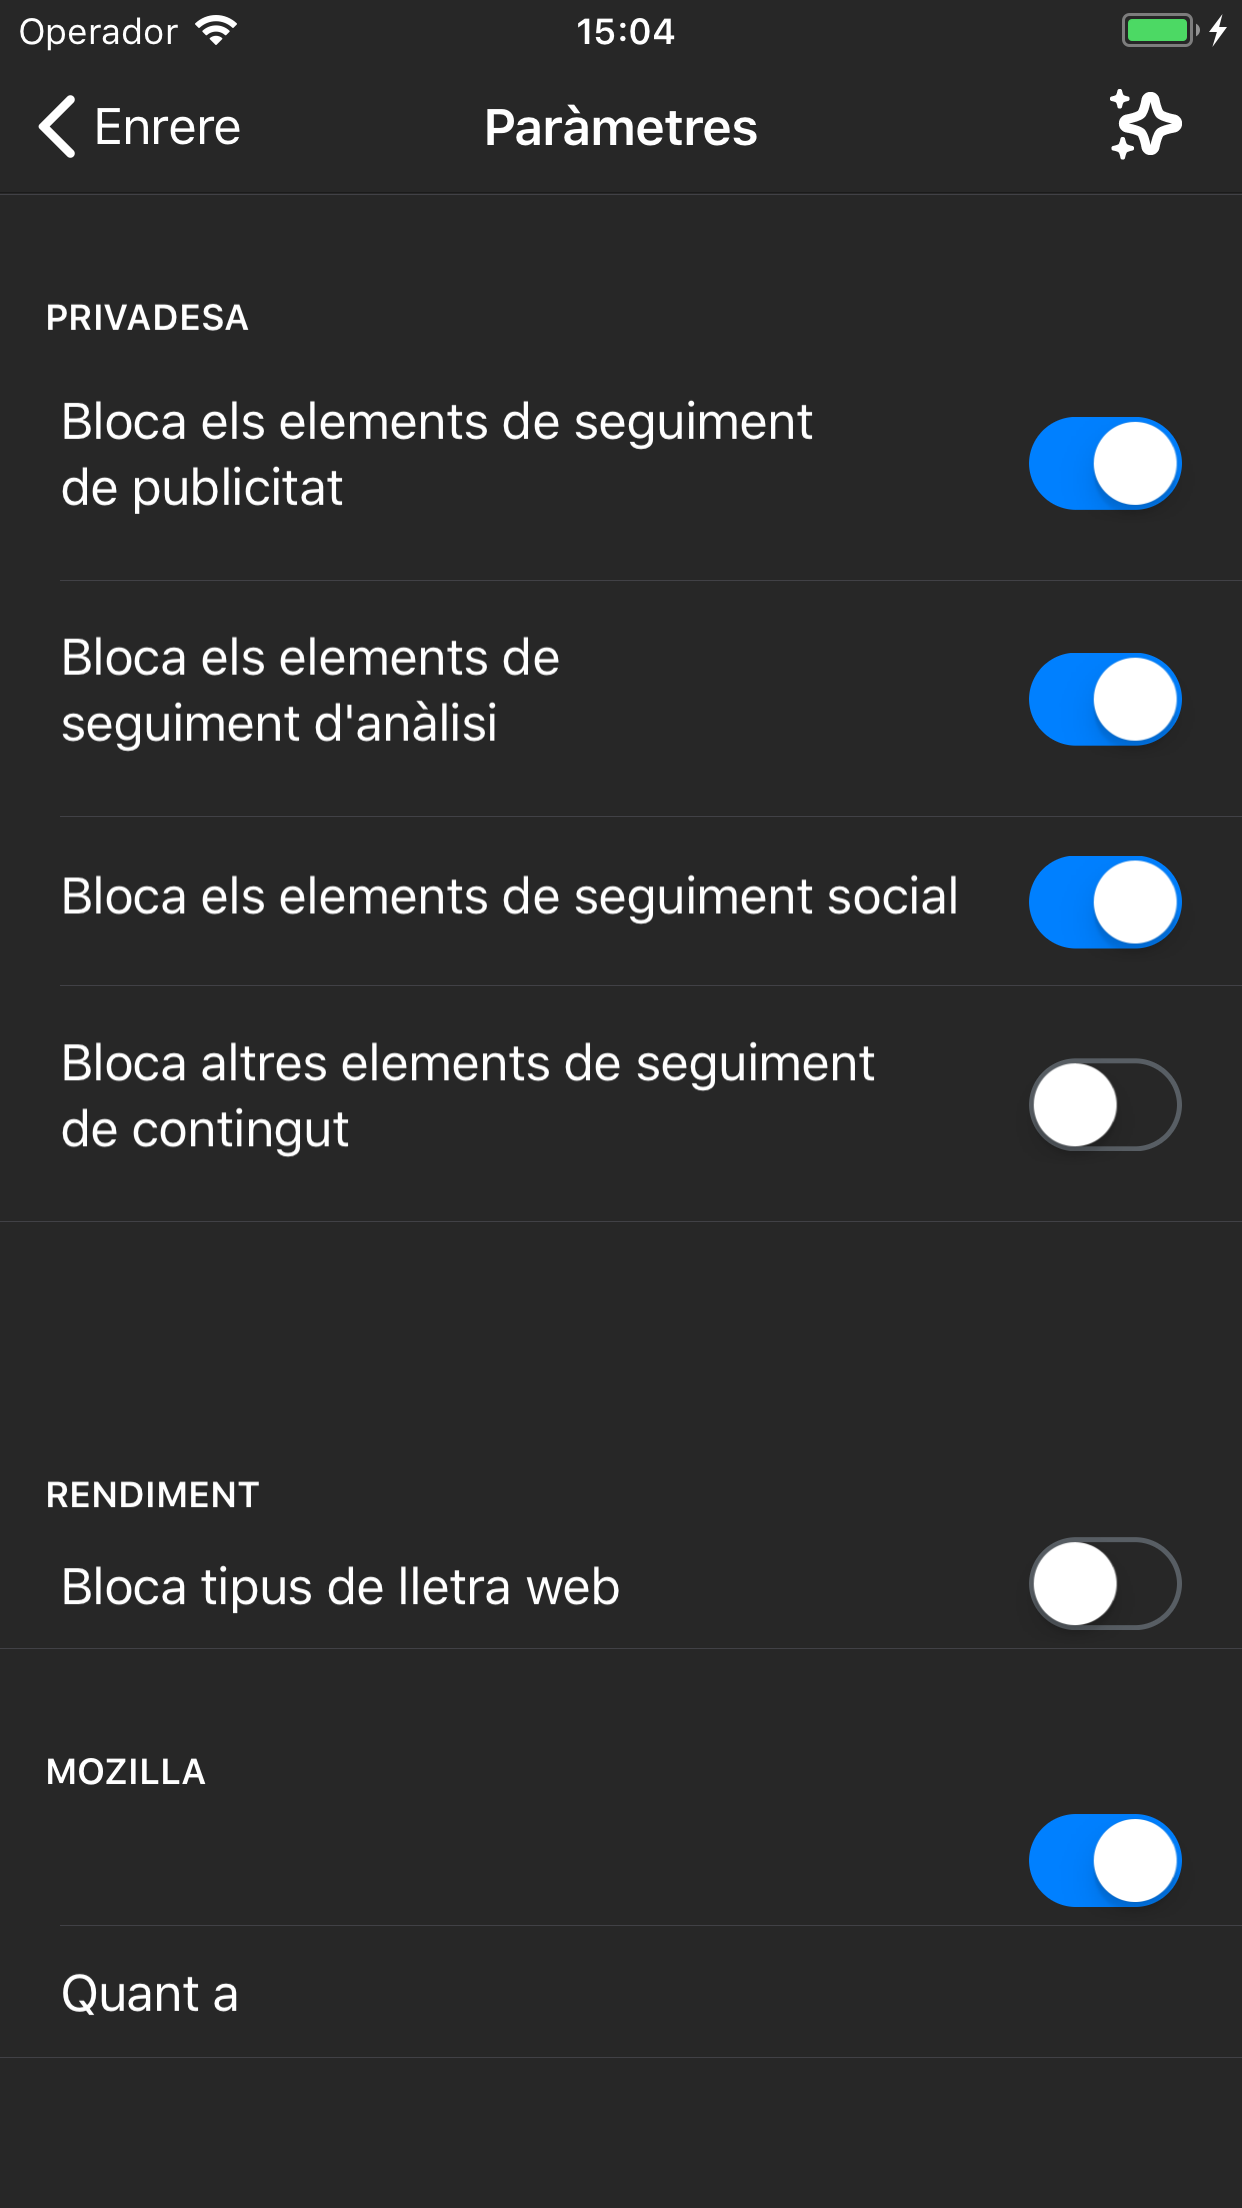 Operador
15:04
Enrere
Paràmetres
PRIVADESA
Bloca els elements de seguiment
de publicitat
Bloca els elements de
seguiment d'anàlisi
Bloca els elements de seguiment social
Bloca altres elements de seguiment
de contingut
RENDIMENT
Bloca tipus de lletra web
MOZILLA
Quant a